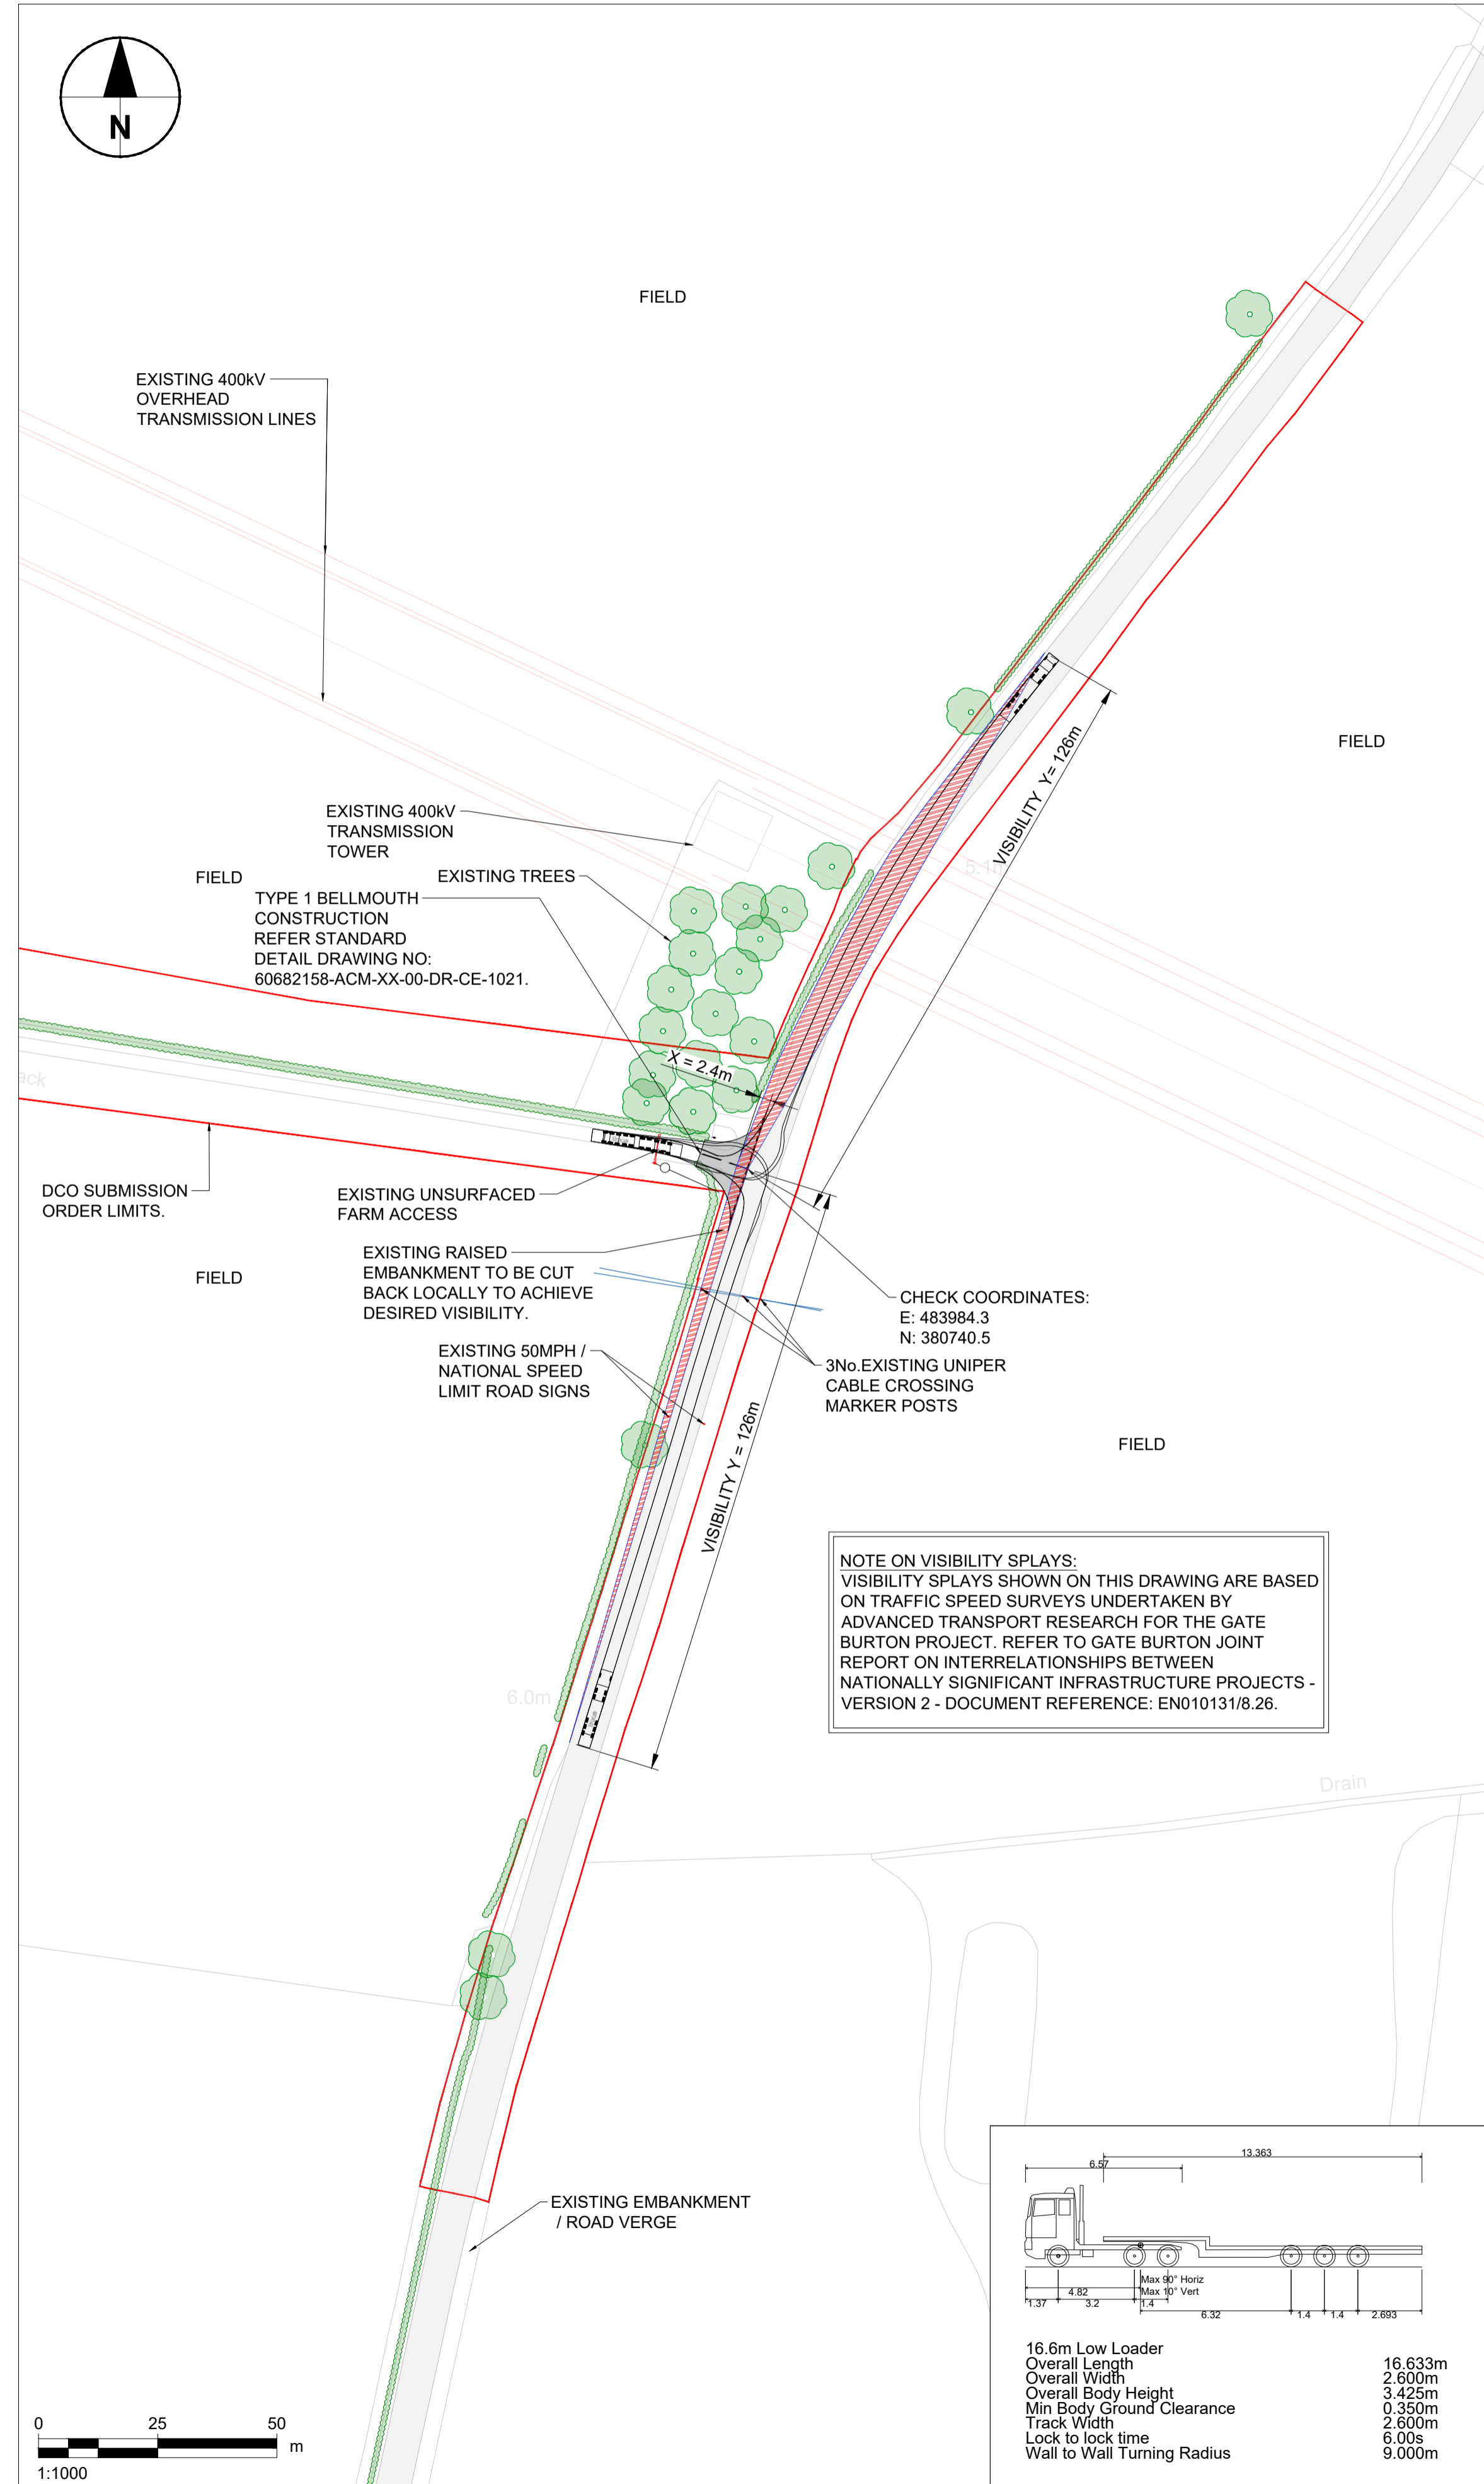 N
FIELD
EXISTING 400kV
OVERHEAD
TRANSMISSION LINES
FIELD
VISIBILITY Y= 126m
5.1m
EXISTING 400kV
TRANSMISSION
TOWER
FIELD
EXISTING TREES
TYPE 1 BELLMOUTH
CONSTRUCTION
REFER STANDARD
DETAIL DRAWING NO:
60682158-ACM-XX-00-DR-CE-1021.
X = 2.4m
ack
DCO SUBMISSION
ORDER LIMITS.
EXISTING UNSURFACED
FARM ACCESS
FIELD
EXISTING RAISED
EMBANKMENT TO BE CUT
BACK LOCALLY TO ACHIEVE
DESIRED VISIBILITY.
CHECK COORDINATES:
E: 483984.3
N: 380740.5
EXISTING 50MPH /
NATIONAL SPEED
LIMIT ROAD SIGNS
3No.EXISTING UNIPER
CABLE CROSSING
MARKER POSTS
VISIBILITY Y = 126m
FIELD
NOTE ON VISIBILITY SPLAYS:
VISIBILITY SPLAYS SHOWN ON THIS DRAWING ARE BASED
ON TRAFFIC SPEED SURVEYS UNDERTAKEN BY
ADVANCED TRANSPORT RESEARCH FOR THE GATE
BURTON PROJECT. REFER TO GATE BURTON JOINT
REPORT ON INTERRELATIONSHIPS BETWEEN
NATIONALLY SIGNIFICANT INFRASTRUCTURE PROJECTS -
VERSION 2 - DOCUMENT REFERENCE: EN010131/8.26.
6.0m
Drain
EXISTING EMBANKMENT
/ ROAD VERGE
13.363
6.57
Max 90° Horiz
Max 10° Vert
4.82
1.37
3.2
1.4
6.32
1.4
1.4
2.693
16.6m Low Loader
Overall Length 16.633m
Overall Width 2.600m
Overall Body Height 3.425m
Min Body Ground Clearance 0.350m
Track Width 2.600m
Lock to lock time 6.00s
Wall to Wall Turning Radius 9.000m
0 25 50
m
1:1000